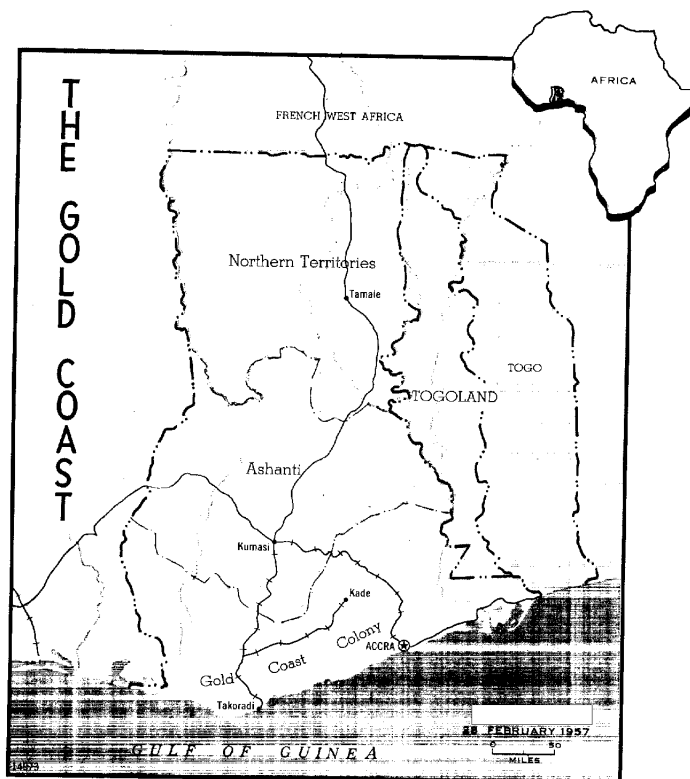 THE GOLD COAST
AFRICA
FRENCH WEST AFRICA
Northern Territories
Tamale
TOGO
TOGOLAND
Ashanti
Kumasi
Kade
Gold Coast Colony
ACCRA
Takoradi
28 FEBRUARY 1957
GULF OF GUINEA
0 50
MILES